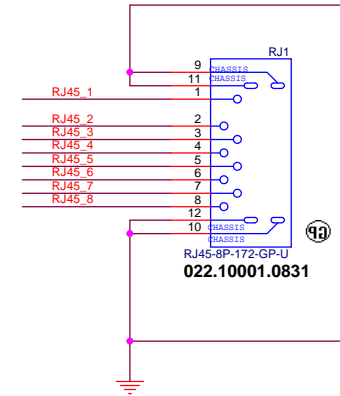 RJ1
9 CHASSIS
11 CHASSIS
RJ45_1 1
RJ45_2 2
RJ45_3 3
RJ45_4 4
RJ45_5 5
RJ45_6 6
RJ45_7 7
RJ45_8 8
12 CHASSIS
10 CHASSIS
RJ45-8P-172-GP-U
022.10001.0831